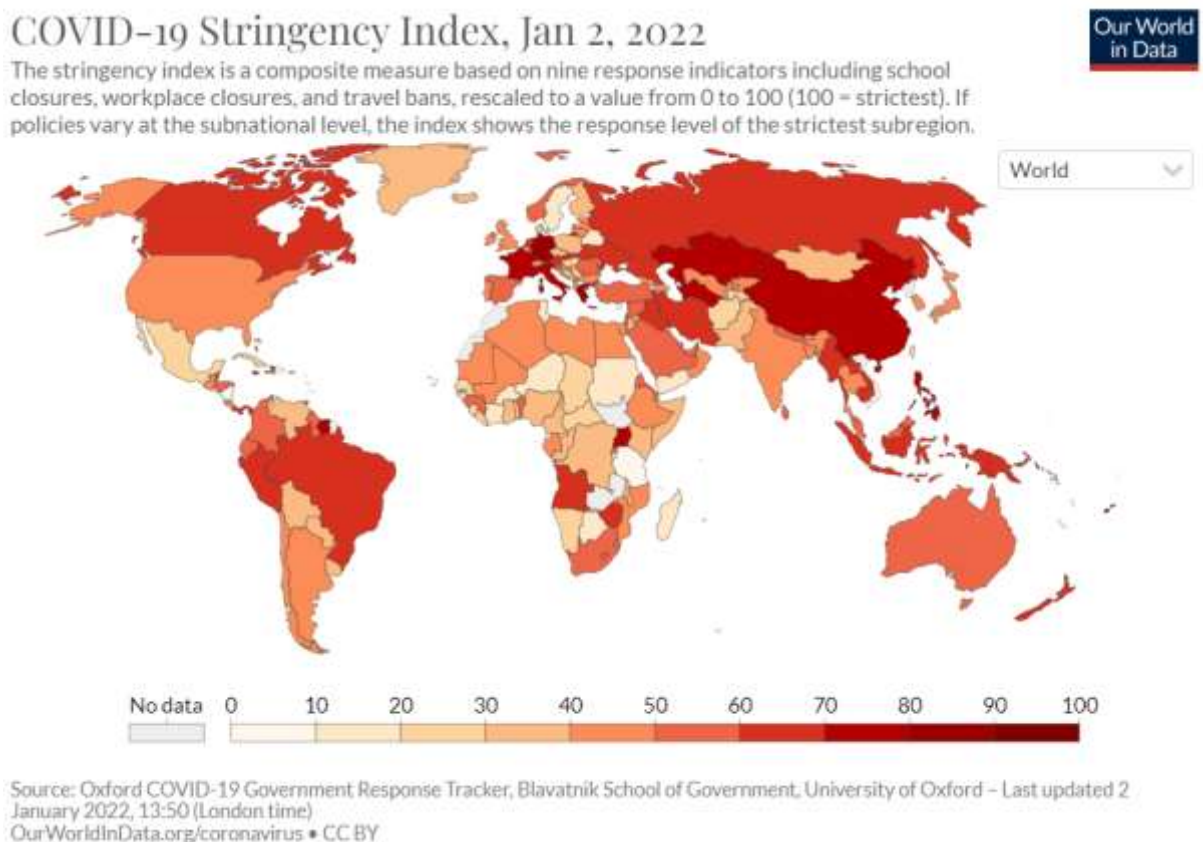 COVID-19 Stringency Index, Jan 2, 2022
Our World
in Data
The stringency index is a composite measure based on nine response indicators including school
closures, workplace closures, and travel bans, rescaled to a value from 0 to 100 (100 = strictest). If
policies vary at the subnational level, the index shows the response level of the strictest subregion.
World
No data 0 10 20 30 40 50 60 70 80 90 100
Source: Oxford COVID-19 Government Response Tracker, Blavatnik School of Government, University of Oxford – Last updated 2
January 2022, 13:50 (London time)
OurWorldInData.org/coronavirus • CC BY